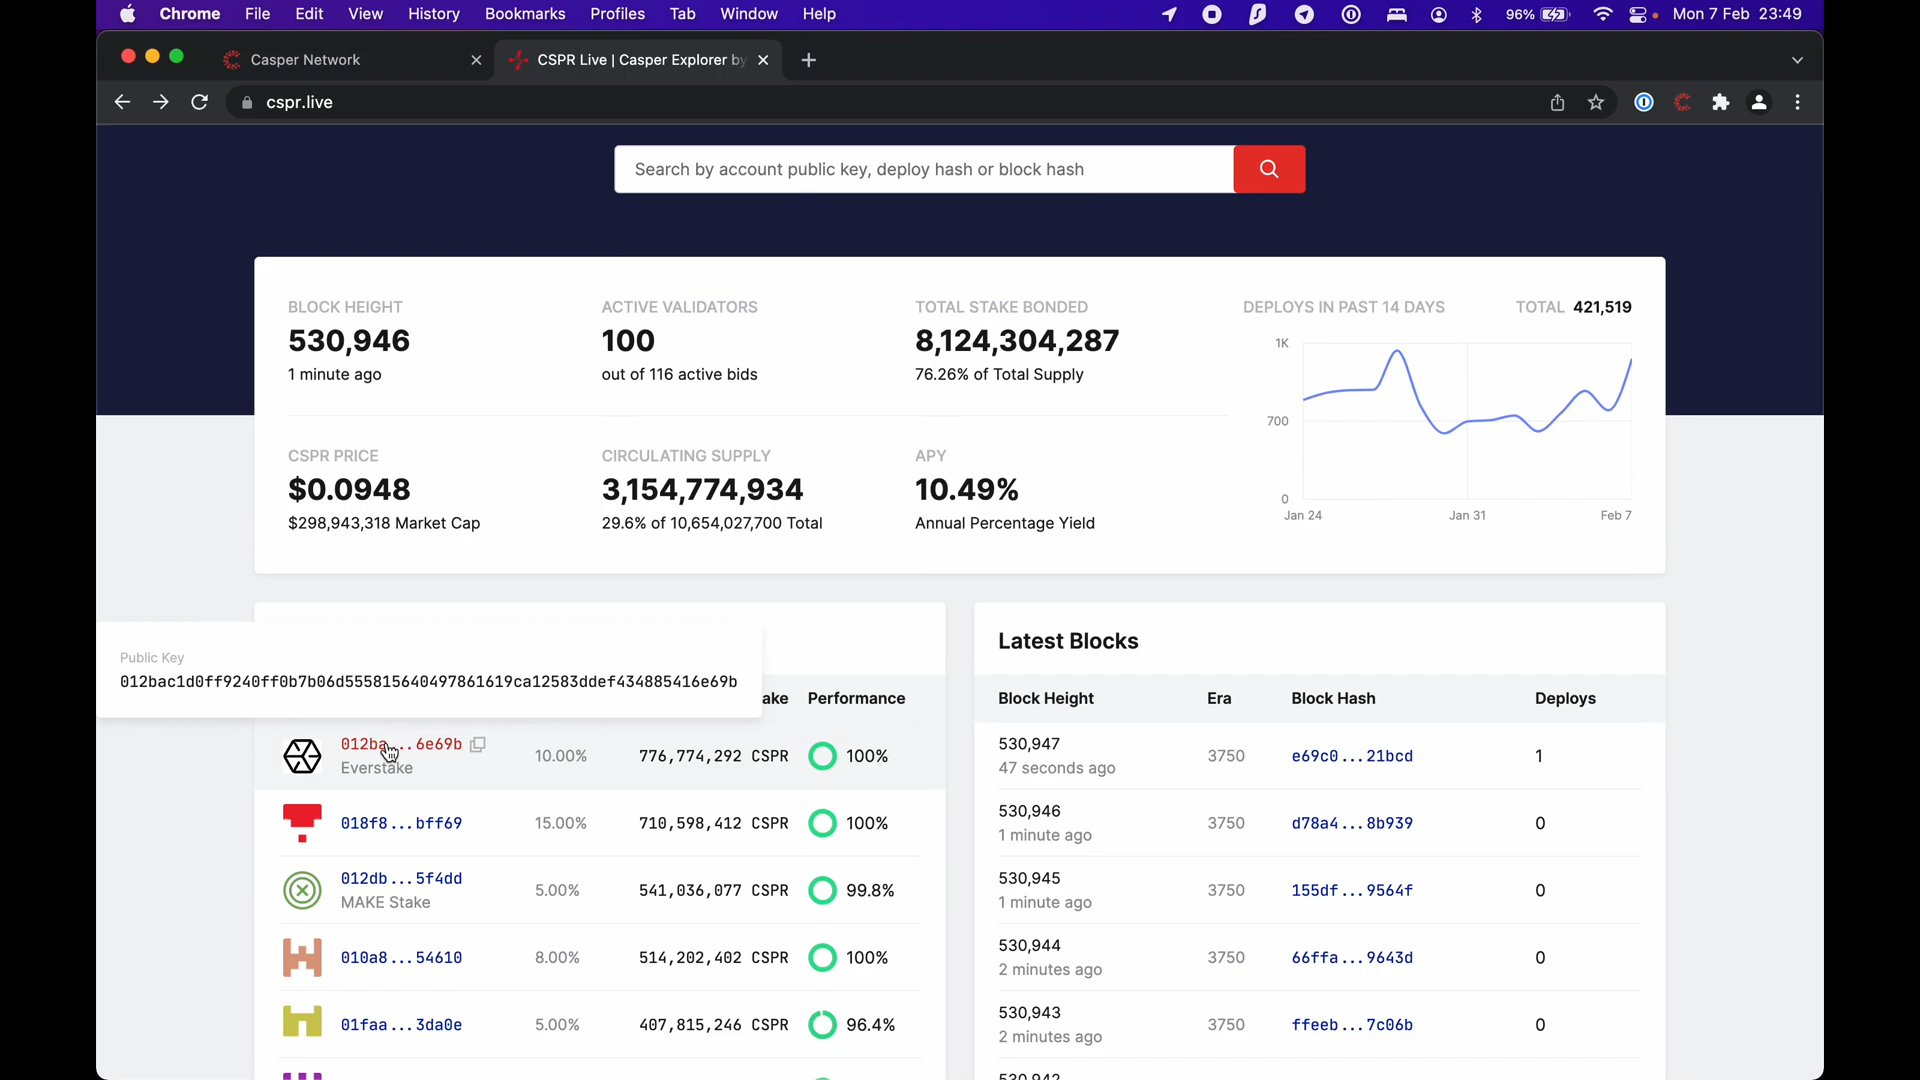 Chrome File Edit View History Bookmarks Profiles Tab Window Help 96% Mon 7 Feb 23:49
Casper Network
CSPR Live | Casper Explorer by
cspr.live
Search by account public key, deploy hash or block hash
BLOCK HEIGHT
530,946
1 minute ago
ACTIVE VALIDATORS
100
out of 116 active bids
TOTAL STAKE BONDED
8,124,304,287
76.26% of Total Supply
CSPR PRICE
$0.0948
$298,943,318 Market Cap
CIRCULATING SUPPLY
3,154,774,934
29.6% of 10,654,027,700 Total
APY
10.49%
Annual Percentage Yield
DEPLOYS IN PAST 14 DAYS TOTAL 421,519
1K
700
0
Jan 24 Jan 31 Feb 7
Public Key
012bac1d0ff9240ff0b7b06d555815640497861619ca12583ddef434885416e69b
ake Performance
012ba...6e69b 10.00% 776,774,292 CSPR 100%
Everstake
018f8...bff69 15.00% 710,598,412 CSPR 100%
012db...5f4dd 5.00% 541,036,077 CSPR 99.8%
MAKE Stake
010a8...54610 8.00% 514,202,402 CSPR 100%
01faa...3da0e 5.00% 407,815,246 CSPR 96.4%
Latest Blocks
Block Height Era Block Hash Deploys
530,947 3750 e69c0...21bcd 1
47 seconds ago
530,946 3750 d78a4...8b939 0
1 minute ago
530,945 3750 155df...9564f 0
1 minute ago
530,944 3750 66ffa...9643d 0
2 minutes ago
530,943 3750 ffeeb...7c06b 0
2 minutes ago
530,942